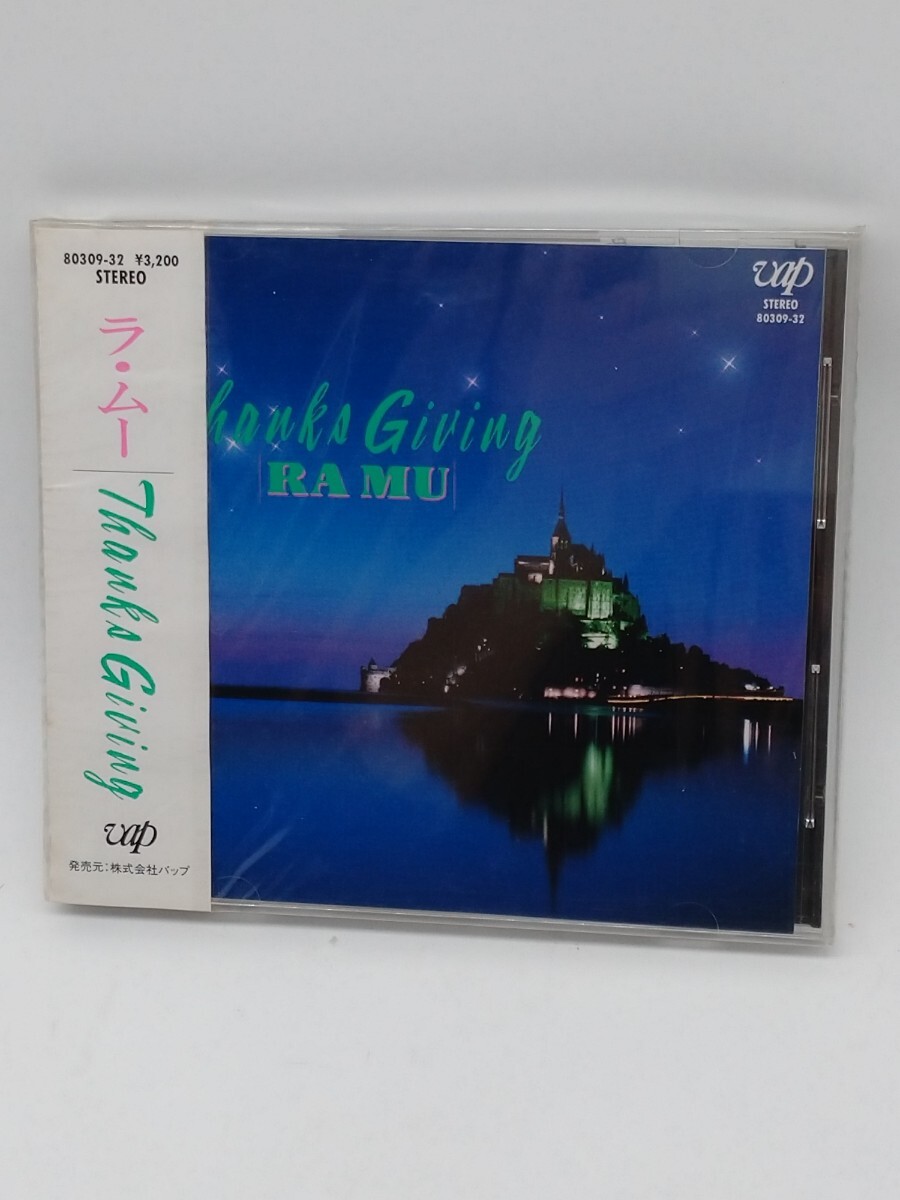 80309-32 ¥3,200
STEREO
ラ・ムー
Thanks Giving
vap
発売元:株式会社バップ
vap
STEREO
80309-32
hanks Giving
RA MU